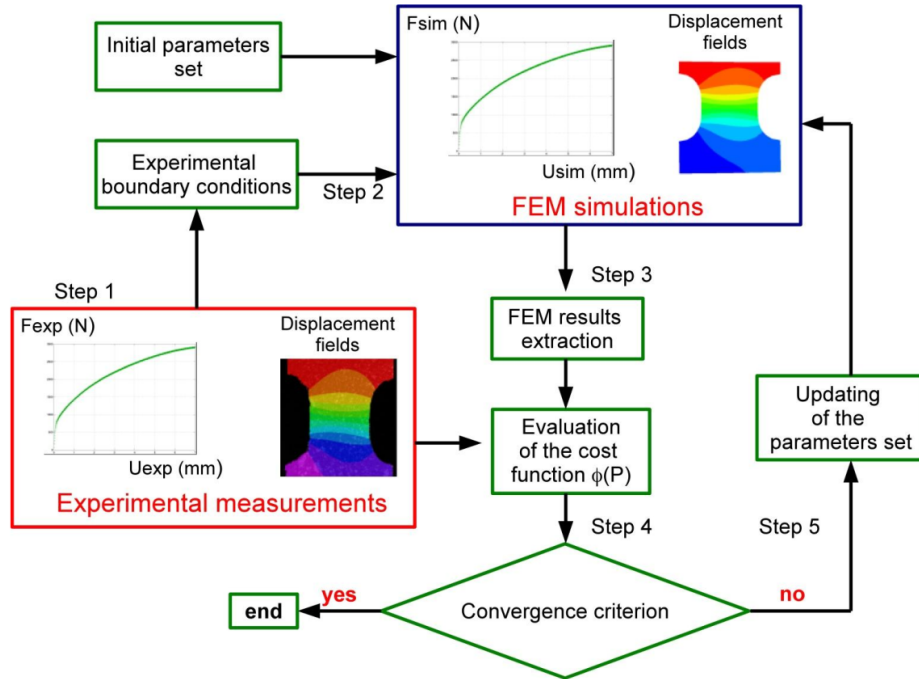 Initial parameters
set
Fsim (N)
Displacement
fields
Usim (mm)
FEM simulations
Experimental
boundary conditions
Step 2
Step 1
Step 3
Fexp (N)
Displacement
fields
Uexp (mm)
Experimental measurements
FEM results
extraction
Evaluation
of the cost
function ϕ(P)
Updating
of the
parameters set
Step 4
Step 5
Convergence criterion
yes
no
end